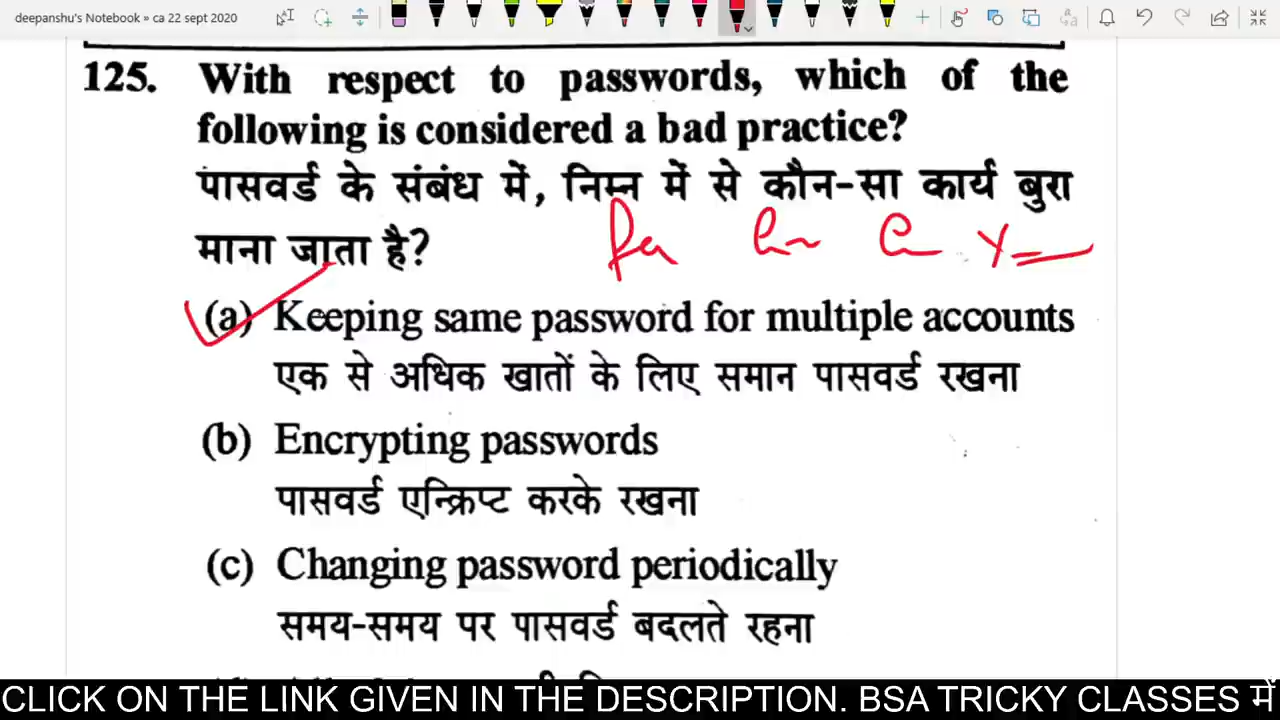 deepanshu's Notebook » ca 22 sept 2020
125. With respect to passwords, which of the
following is considered a bad practice?
पासवर्ड के संबंध में, निम्न में से कौन-सा कार्य बुरा
माना जाता है?
(a) Keeping same password for multiple accounts
एक से अधिक खातों के लिए समान पासवर्ड रखना
(b) Encrypting passwords
पासवर्ड एन्क्रिप्ट करके रखना
(c) Changing password periodically
समय-समय पर पासवर्ड बदलते रहना
CLICK ON THE LINK GIVEN IN THE DESCRIPTION. BSA TRICKY CLASSES में